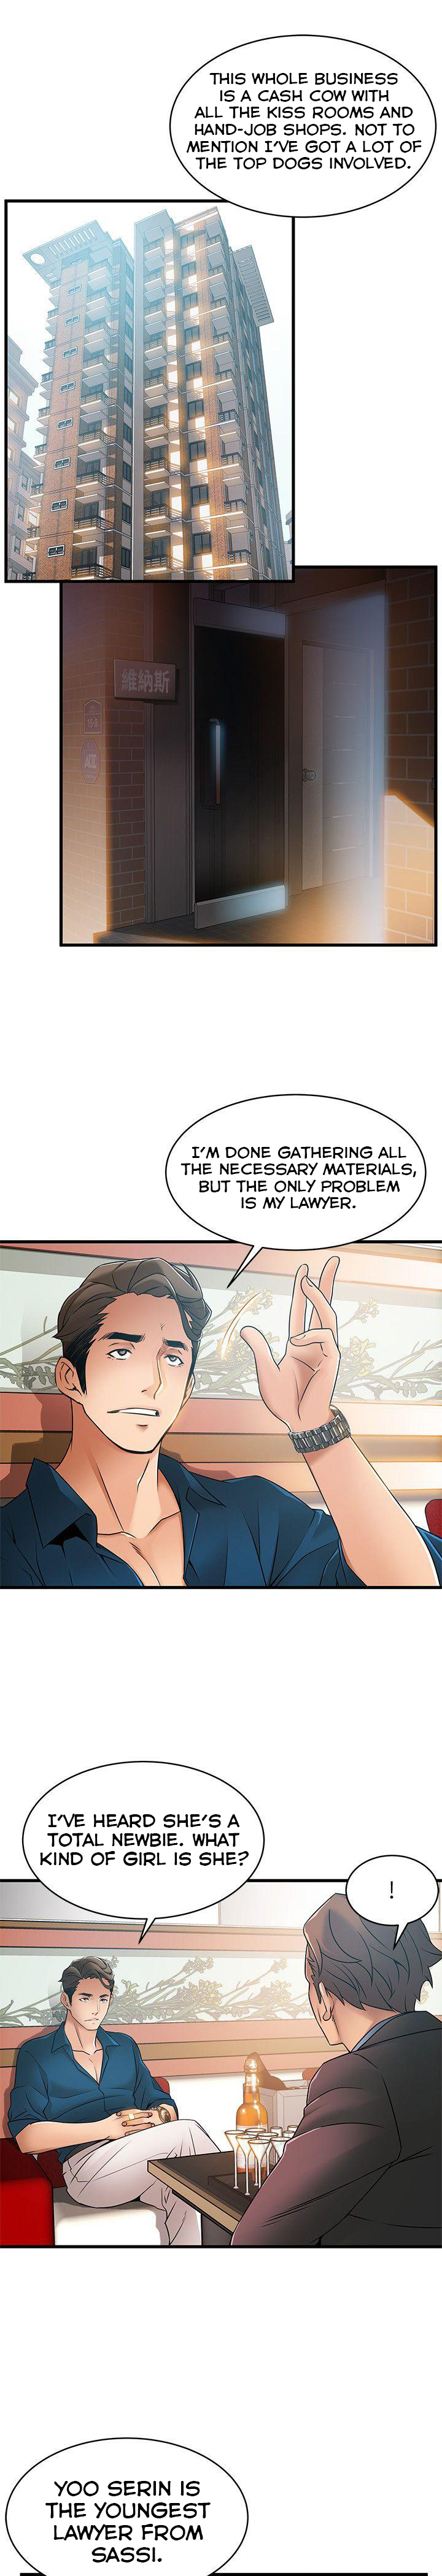 THIS WHOLE BUSINESS
IS A CASH COW WITH
ALL THE KISS ROOMS AND
HAND-JOB SHOPS. NOT TO
MENTION I'VE GOT A LOT OF
THE TOP DOGS INVOLVED.
維納斯
I'M DONE GATHERING ALL
THE NECESSARY MATERIALS,
BUT THE ONLY PROBLEM
IS MY LAWYER.
I'VE HEARD SHE'S A
TOTAL NEWBIE. WHAT
KIND OF GIRL IS SHE?
!
YOO SERIN IS
THE YOUNGEST
LAWYER FROM
SASSI.